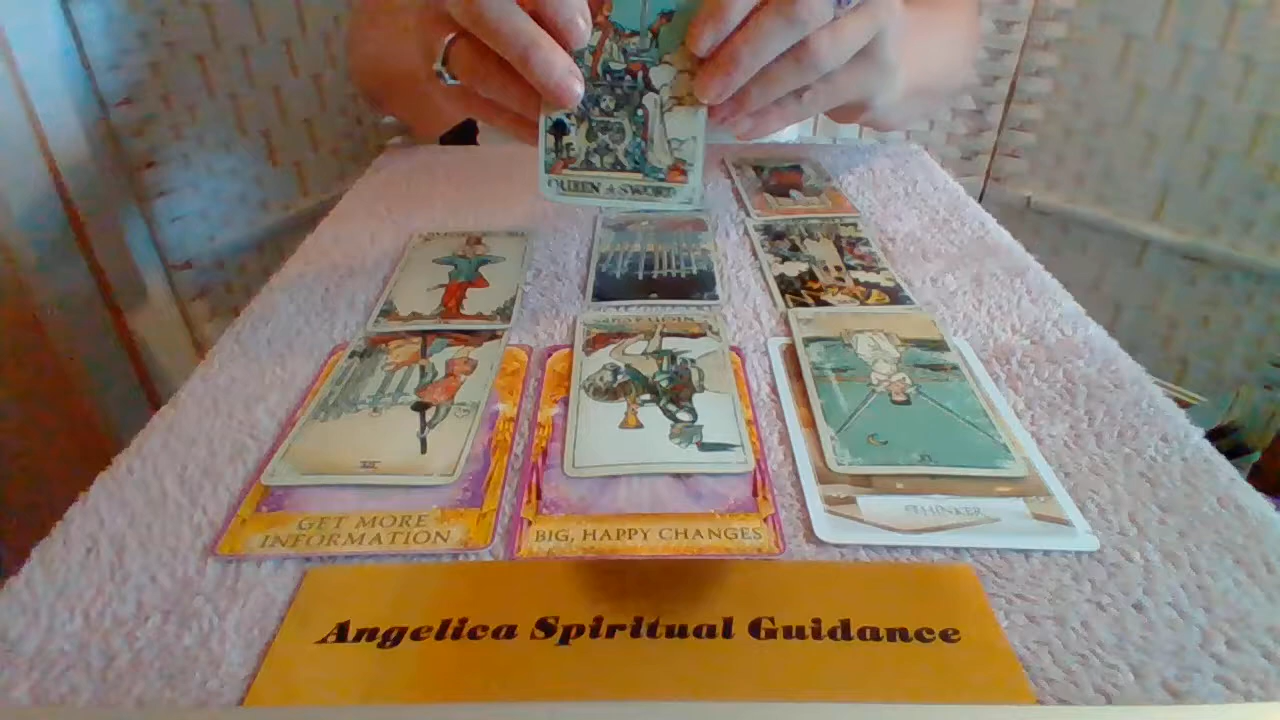 QUEEN of SWORDS
GET MORE
INFORMATION
BIG, HAPPY CHANGES
THINKER
Angelica Spiritual Guidance